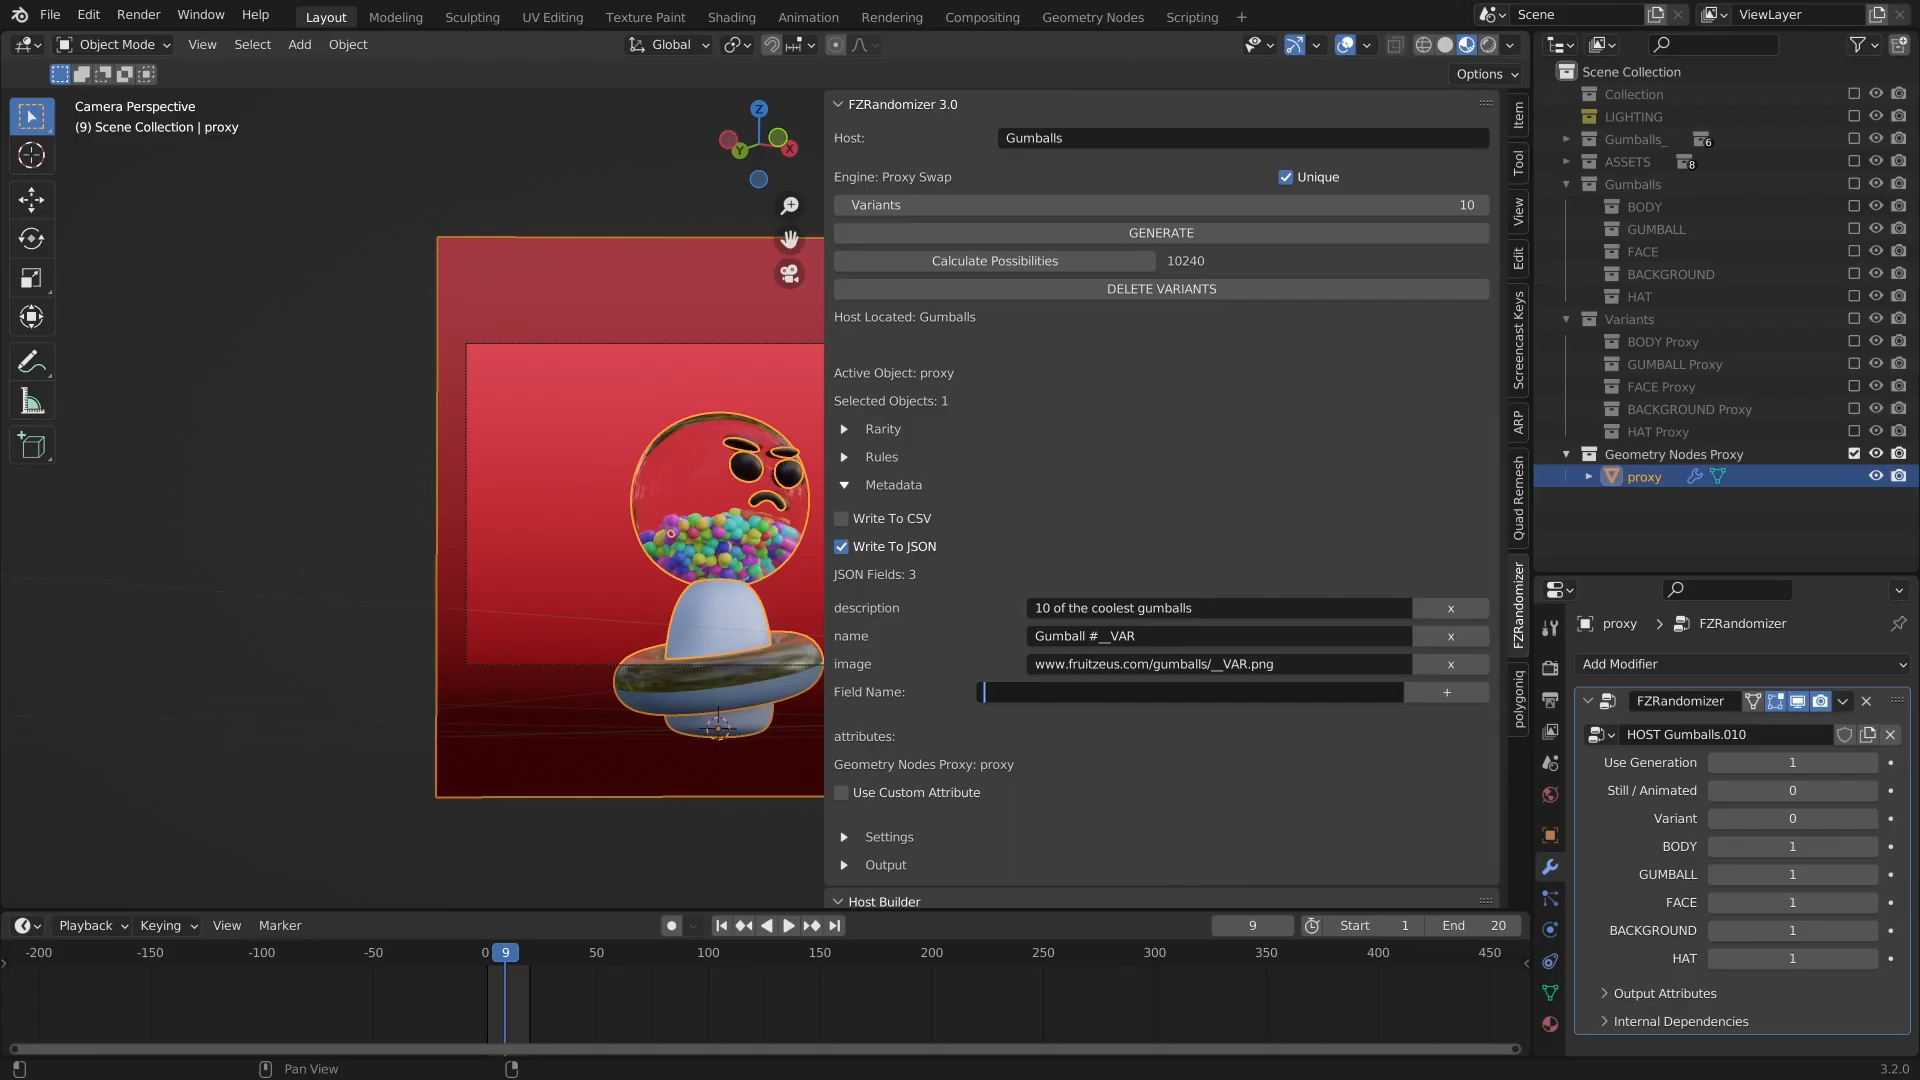 File Edit Render Window Help Layout Modeling Sculpting UV Editing Texture Paint Shading Animation Rendering Compositing Geometry Nodes Scripting + Scene ViewLayer
Object Mode View Select Add Object Global
Options
Camera Perspective
(9) Scene Collection | proxy
Z
Y
X
FZRandomizer 3.0
Host: Gumballs
Engine: Proxy Swap Unique
Variants 10
GENERATE
Calculate Possibilities 10240
DELETE VARIANTS
Host Located: Gumballs
Active Object: proxy
Selected Objects: 1
Rarity
Rules
Metadata
Write To CSV
Write To JSON
JSON Fields: 3
description 10 of the coolest gumballs x
name Gumball #__VAR x
image www.fruitzeus.com/gumballs/__VAR.png x
Field Name: +
attributes:
Geometry Nodes Proxy: proxy
Use Custom Attribute
Settings
Output
Host Builder
Item
Tool
View
Edit
Screencast Keys
ARP
Quad Remesh
FZRandomizer
polygoniq
Scene Collection
Collection
LIGHTING
Gumballs_ 6
ASSETS 8
Gumballs
BODY
GUMBALL
FACE
BACKGROUND
HAT
Variants
BODY Proxy
GUMBALL Proxy
FACE Proxy
BACKGROUND Proxy
HAT Proxy
Geometry Nodes Proxy
proxy
proxy > FZRandomizer
Add Modifier
FZRandomizer
HOST Gumballs.010
Use Generation 1
Still / Animated 0
Variant 0
BODY 1
GUMBALL 1
FACE 1
BACKGROUND 1
HAT 1
Output Attributes
Internal Dependencies
Playback Keying View Marker 9 Start 1 End 20
-200 -150 -100 -50 0 9 50 100 150 200 250 300 350 400 450
Pan View 3.2.0